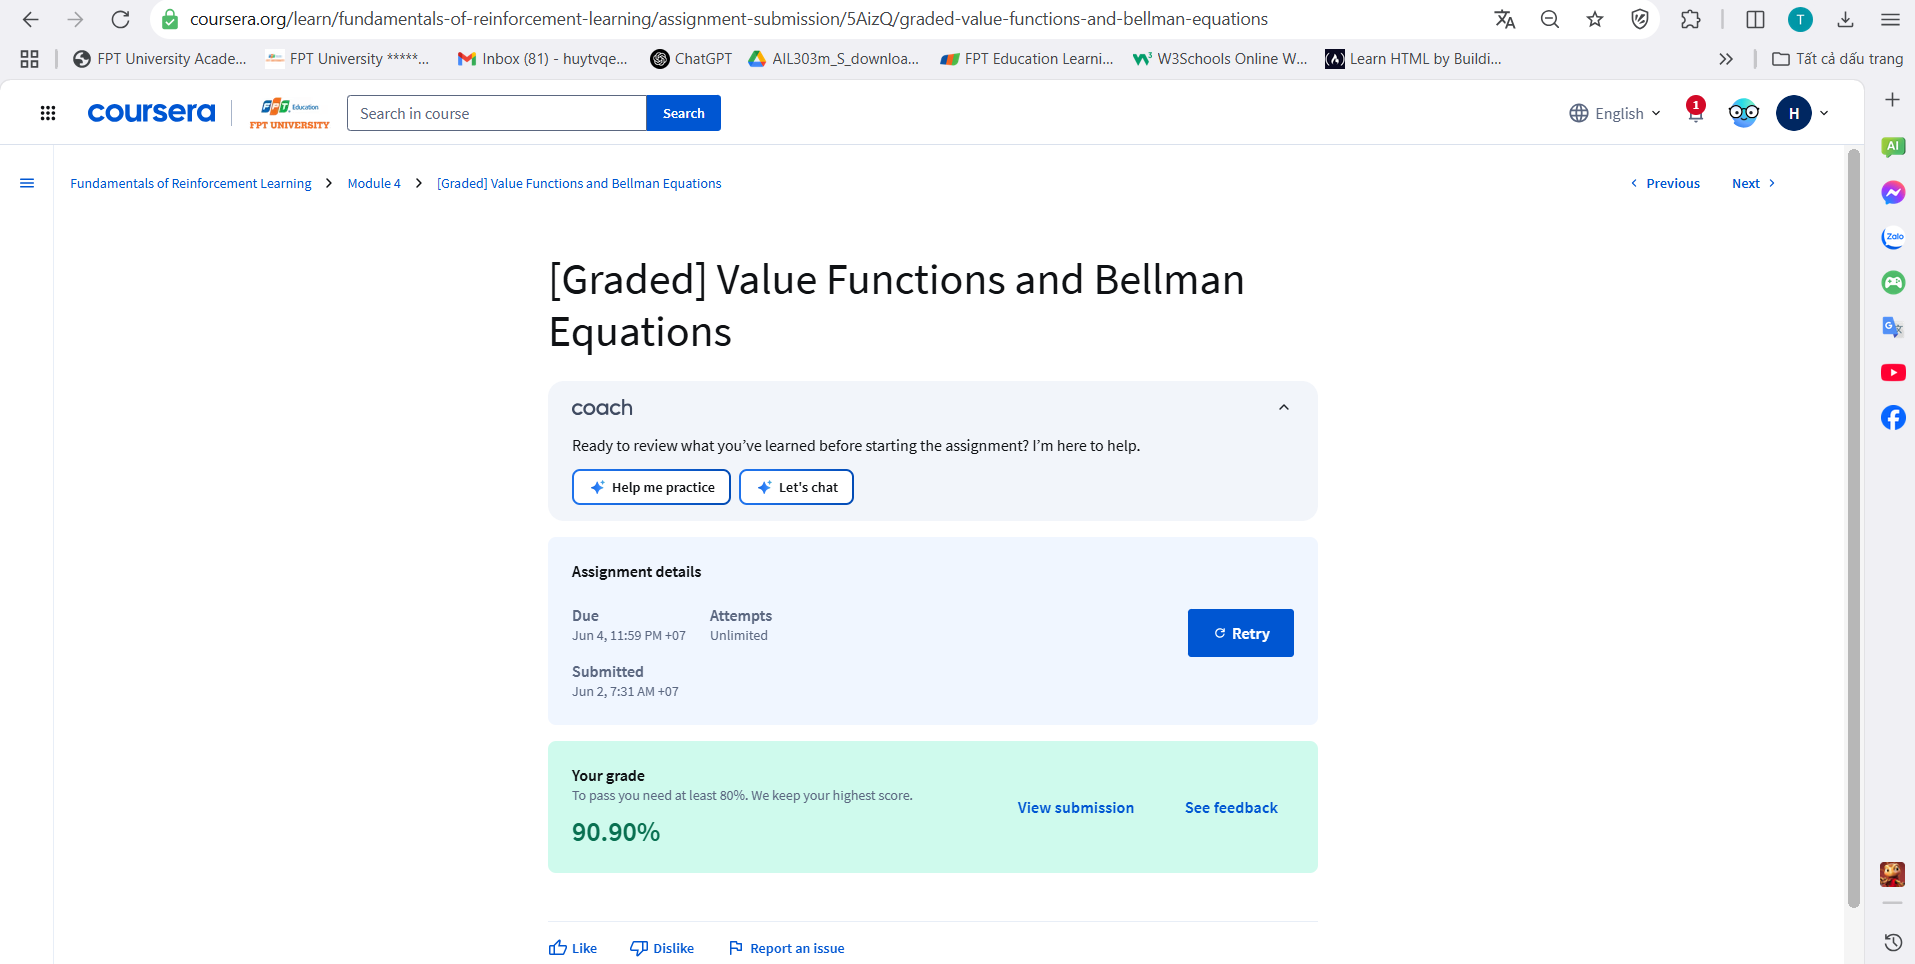 coursera.org/learn/fundamentals-of-reinforcement-learning/assignment-submission/5AizQ/graded-value-functions-and-bellman-equations
T
FPT University Acade...
FPT University *****...
Inbox (81) - huytvqe...
ChatGPT
AIL303m_S_downloa...
FPT Education Learni...
W3Schools Online W...
Learn HTML by Buildi...
Tất cả dấu trang
coursera
FPT Education
FPT UNIVERSITY
Search in course
Search
English
1
H
AI
Zalo
Fundamentals of Reinforcement Learning
Module 4
[Graded] Value Functions and Bellman Equations
Previous
Next
[Graded] Value Functions and Bellman
Equations
coach
Ready to review what you’ve learned before starting the assignment? I’m here to help.
Help me practice
Let's chat
Assignment details
Due
Attempts
Jun 4, 11:59 PM +07
Unlimited
Retry
Submitted
Jun 2, 7:31 AM +07
Your grade
To pass you need at least 80%. We keep your highest score.
90.90%
View submission
See feedback
Like
Dislike
Report an issue